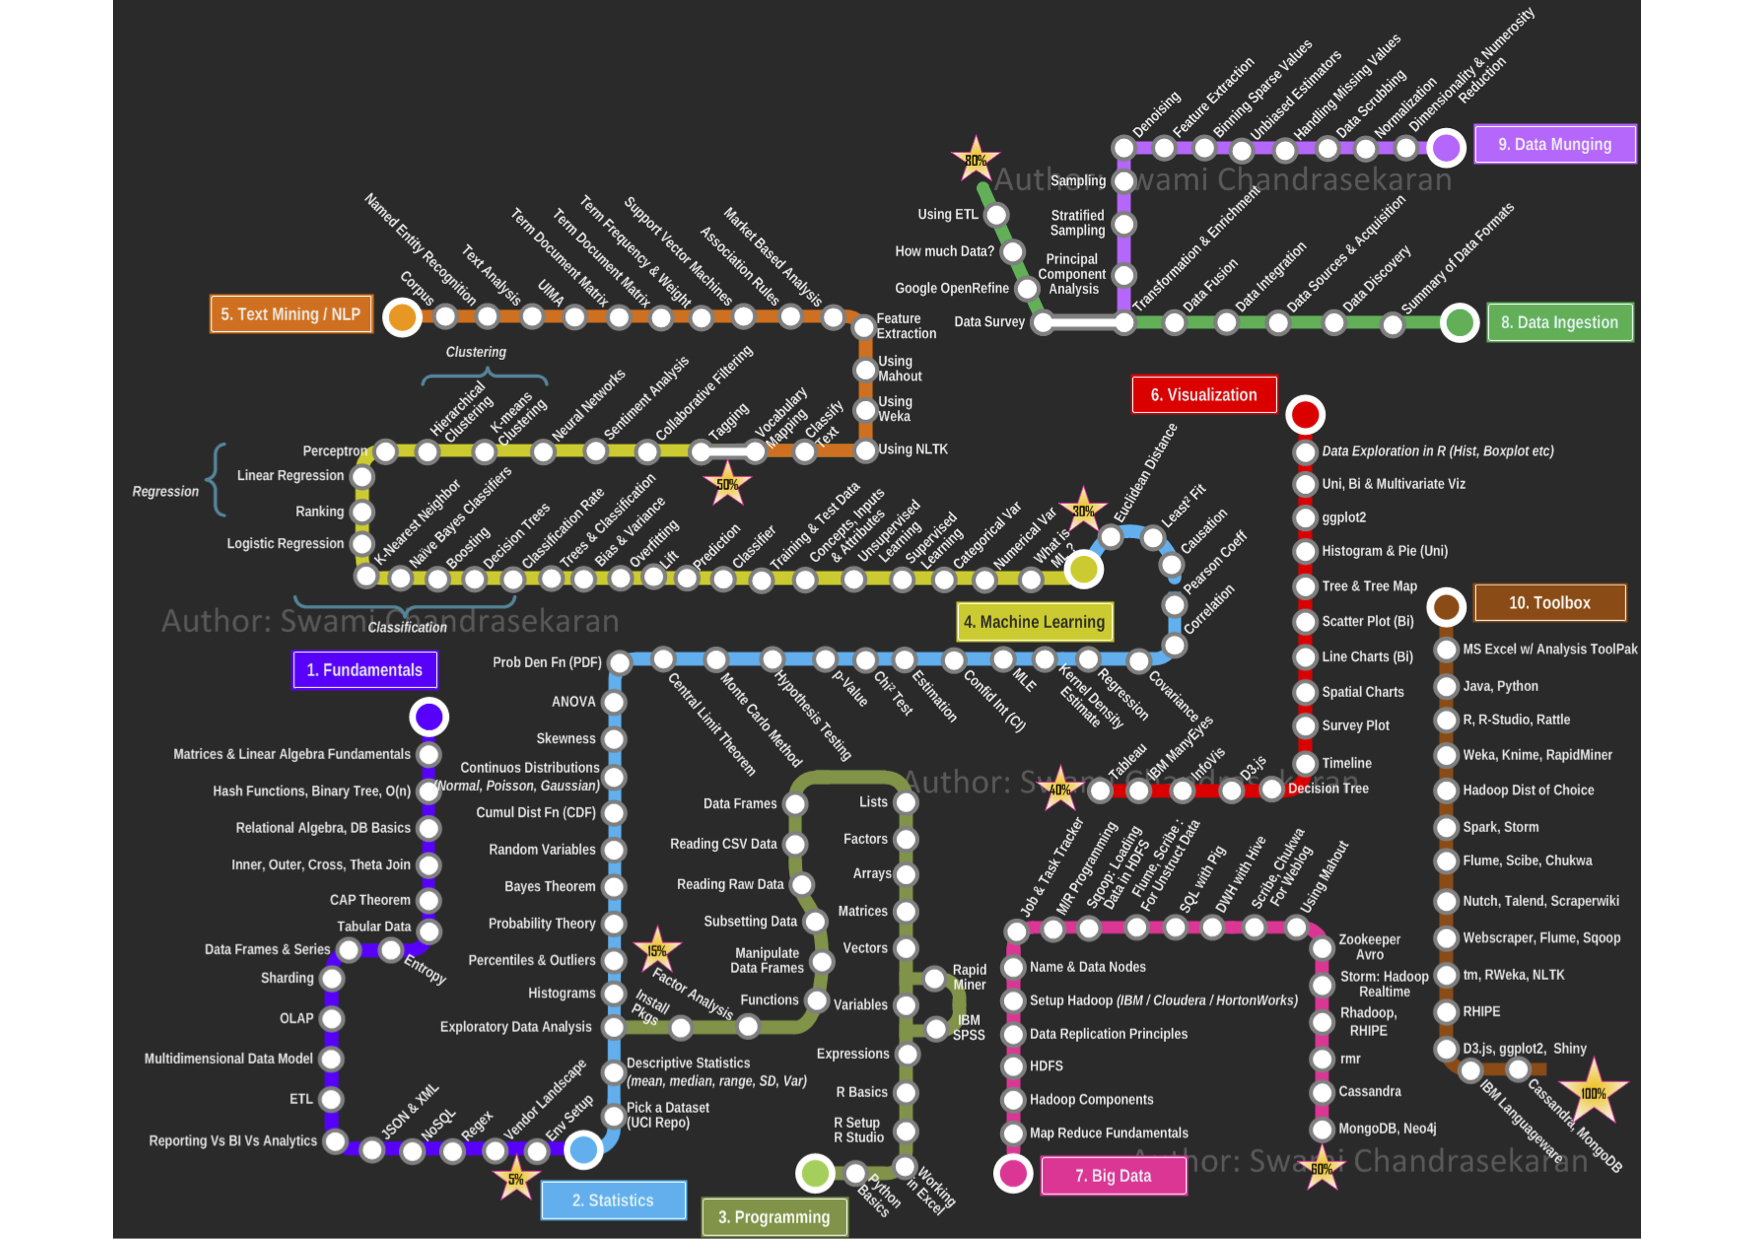 Author: Swami Chandrasekaran
9. Data Munging
Denoising
Feature Extraction
Binning Sparse Values
Unbiased Estimators
Handling Missing Values
Data Scrubbing
Normalization
Dimensionality & Numerosity
Reduction
Sampling
Stratified
Sampling
Principal
Component
Analysis
80%
Using ETL
How much Data?
Google OpenRefine
Data Survey
Transformation & Enrichment
Data Fusion
Data Integration
Data Sources & Acquisition
Data Discovery
Summary of Data Formats
8. Data Ingestion
5. Text Mining / NLP
Corpus
Named Entity Recognition
Text Analysis
UIMA
Term Document Matrix
Term Document Matrix
Term Frequency & Weight
Support Vector Machines
Association Rules
Market Based Analysis
Feature
Extraction
Using
Mahout
Using
Weka
Using NLTK
Classify
Text
Vocabulary
Mapping
Tagging
50%
Collaborative Filtering
Sentiment Analysis
Neural Networks
K-means
Clustering
Hierarchical
Clustering
Clustering
Perceptron
Linear Regression
Ranking
Logistic Regression
Regression
K-Nearest Neighbor
Naive Bayes Classifiers
Boosting
Decision Trees
Classification Rate
Trees & Classification
Bias & Variance
Overfitting
Lift
Prediction
Classifier
Training & Test Data
Concepts, Inputs
& Attributes
Unsupervised
Learning
Supervised
Learning
Categorical Var
Numerical Var
What is
ML?
30%
Classification
Author: Swami Chandrasekaran
4. Machine Learning
Euclidean Distance
Least² Fit
Causation
Pearson Coeff
Correlation
Covariance
Regression
Kernel Density
Estimate
MLE
Confid Int (CI)
Estimation
Chi² Test
p-Value
Hypothesis Testing
Monte Carlo Method
Central Limit Theorem
Prob Den Fn (PDF)
ANOVA
Skewness
Continuos Distributions
(Normal, Poisson, Gaussian)
Cumul Dist Fn (CDF)
Random Variables
Bayes Theorem
Probability Theory
Percentiles & Outliers
Histograms
Exploratory Data Analysis
Descriptive Statistics
(mean, median, range, SD, Var)
Pick a Dataset
(UCI Repo)
2. Statistics
1. Fundamentals
Matrices & Linear Algebra Fundamentals
Hash Functions, Binary Tree, O(n)
Relational Algebra, DB Basics
Inner, Outer, Cross, Theta Join
CAP Theorem
Tabular Data
Entropy
Data Frames & Series
Sharding
OLAP
Multidimensional Data Model
ETL
Reporting Vs BI Vs Analytics
JSON & XML
NoSQL
Regex
Vendor Landscape
Env Setup
5%
15%
Install
Pkgs
Factor Analysis
Functions
Manipulate
Data Frames
Subsetting Data
Reading Raw Data
Reading CSV Data
Data Frames
Lists
Factors
Arrays
Matrices
Vectors
Variables
Rapid
Miner
IBM
SPSS
Expressions
R Basics
R Setup
R Studio
Working
in Excel
Python
Basics
3. Programming
6. Visualization
Data Exploration in R (Hist, Boxplot etc)
Uni, Bi & Multivariate Viz
ggplot2
Histogram & Pie (Uni)
Tree & Tree Map
Scatter Plot (Bi)
Line Charts (Bi)
Spatial Charts
Survey Plot
Timeline
Decision Tree
D3.js
InfoVis
IBM ManyEyes
Tableau
40%
Author: Swami Chandrasekaran
Job & Task Tracker
M/R Programming
Sqoop: Loading
Data in HDFS
Flume, Scribe :
For Unstruct Data
SQL with Pig
DWH with Hive
Scribe, Chukwa
For Weblog
Using Mahout
Name & Data Nodes
Setup Hadoop (IBM / Cloudera / HortonWorks)
Data Replication Principles
HDFS
Hadoop Components
Map Reduce Fundamentals
7. Big Data
Zookeeper
Avro
Storm: Hadoop
Realtime
Rhadoop,
RHIPE
rmr
Cassandra
MongoDB, Neo4j
60%
Author: Swami Chandrasekaran
10. Toolbox
MS Excel w/ Analysis ToolPak
Java, Python
R, R-Studio, Rattle
Weka, Knime, RapidMiner
Hadoop Dist of Choice
Spark, Storm
Flume, Scibe, Chukwa
Nutch, Talend, Scraperwiki
Webscraper, Flume, Sqoop
tm, RWeka, NLTK
RHIPE
D3.js, ggplot2, Shiny
IBM Languageware
Cassandra, MongoDB
100%